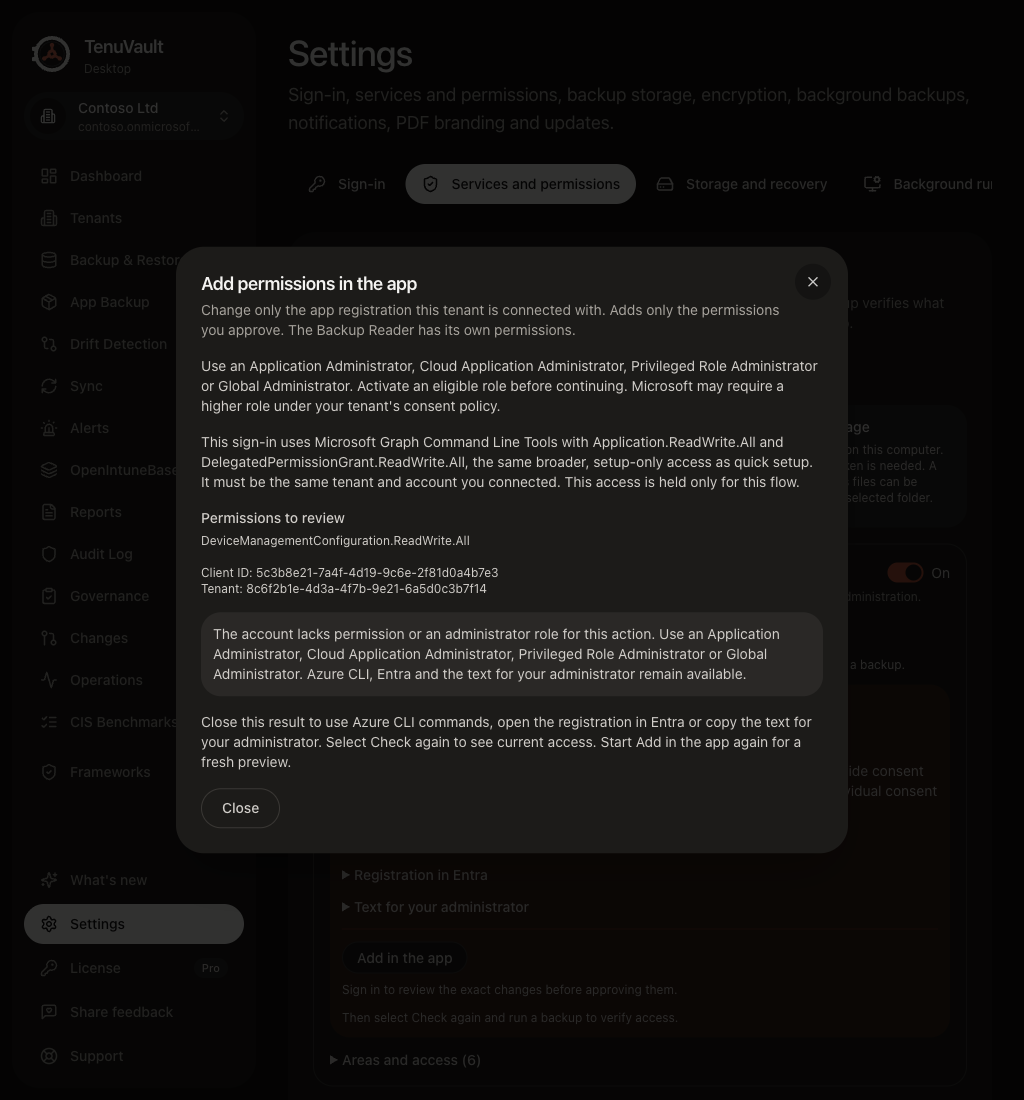 TenuVault
Desktop
Contoso Ltd
contoso.onmicrosof...
Dashboard
Tenants
Backup & Restor
App Backup
Drift Detection
Sync
Alerts
OpenIntuneBase
Reports
Audit Log
Governance
Changes
Operations
CIS Benchmarks
Frameworks
What's new
Settings
License
Pro
Share feedback
Support
Settings
Sign-in, services and permissions, backup storage, encryption, background backups,
notifications, PDF branding and updates.
Sign-in
Services and permissions
Storage and recovery
Background ru
up verifies what
age
on this computer.
ken is needed. A
files can be
selected folder.
On
dministration.
a backup.
ide consent
vidual consent
Add permissions in the app
Change only the app registration this tenant is connected with. Adds only the permissions
you approve. The Backup Reader has its own permissions.
Use an Application Administrator, Cloud Application Administrator, Privileged Role Administrator
or Global Administrator. Activate an eligible role before continuing. Microsoft may require a
higher role under your tenant's consent policy.
This sign-in uses Microsoft Graph Command Line Tools with Application.ReadWrite.All and
DelegatedPermissionGrant.ReadWrite.All, the same broader, setup-only access as quick setup.
It must be the same tenant and account you connected. This access is held only for this flow.
Permissions to review
DeviceManagementConfiguration.ReadWrite.All
Client ID: 5c3b8e21-7a4f-4d19-9c6e-2f81d0a4b7e3
Tenant: 8c6f2b1e-4d3a-4f7b-9e21-6a5d0c3b7f14
The account lacks permission or an administrator role for this action. Use an Application
Administrator, Cloud Application Administrator, Privileged Role Administrator or Global
Administrator. Azure CLI, Entra and the text for your administrator remain available.
Close this result to use Azure CLI commands, open the registration in Entra or copy the text for
your administrator. Select Check again to see current access. Start Add in the app again for a
fresh preview.
Close
Registration in Entra
Text for your administrator
Add in the app
Sign in to review the exact changes before approving them.
Then select Check again and run a backup to verify access.
Areas and access (6)